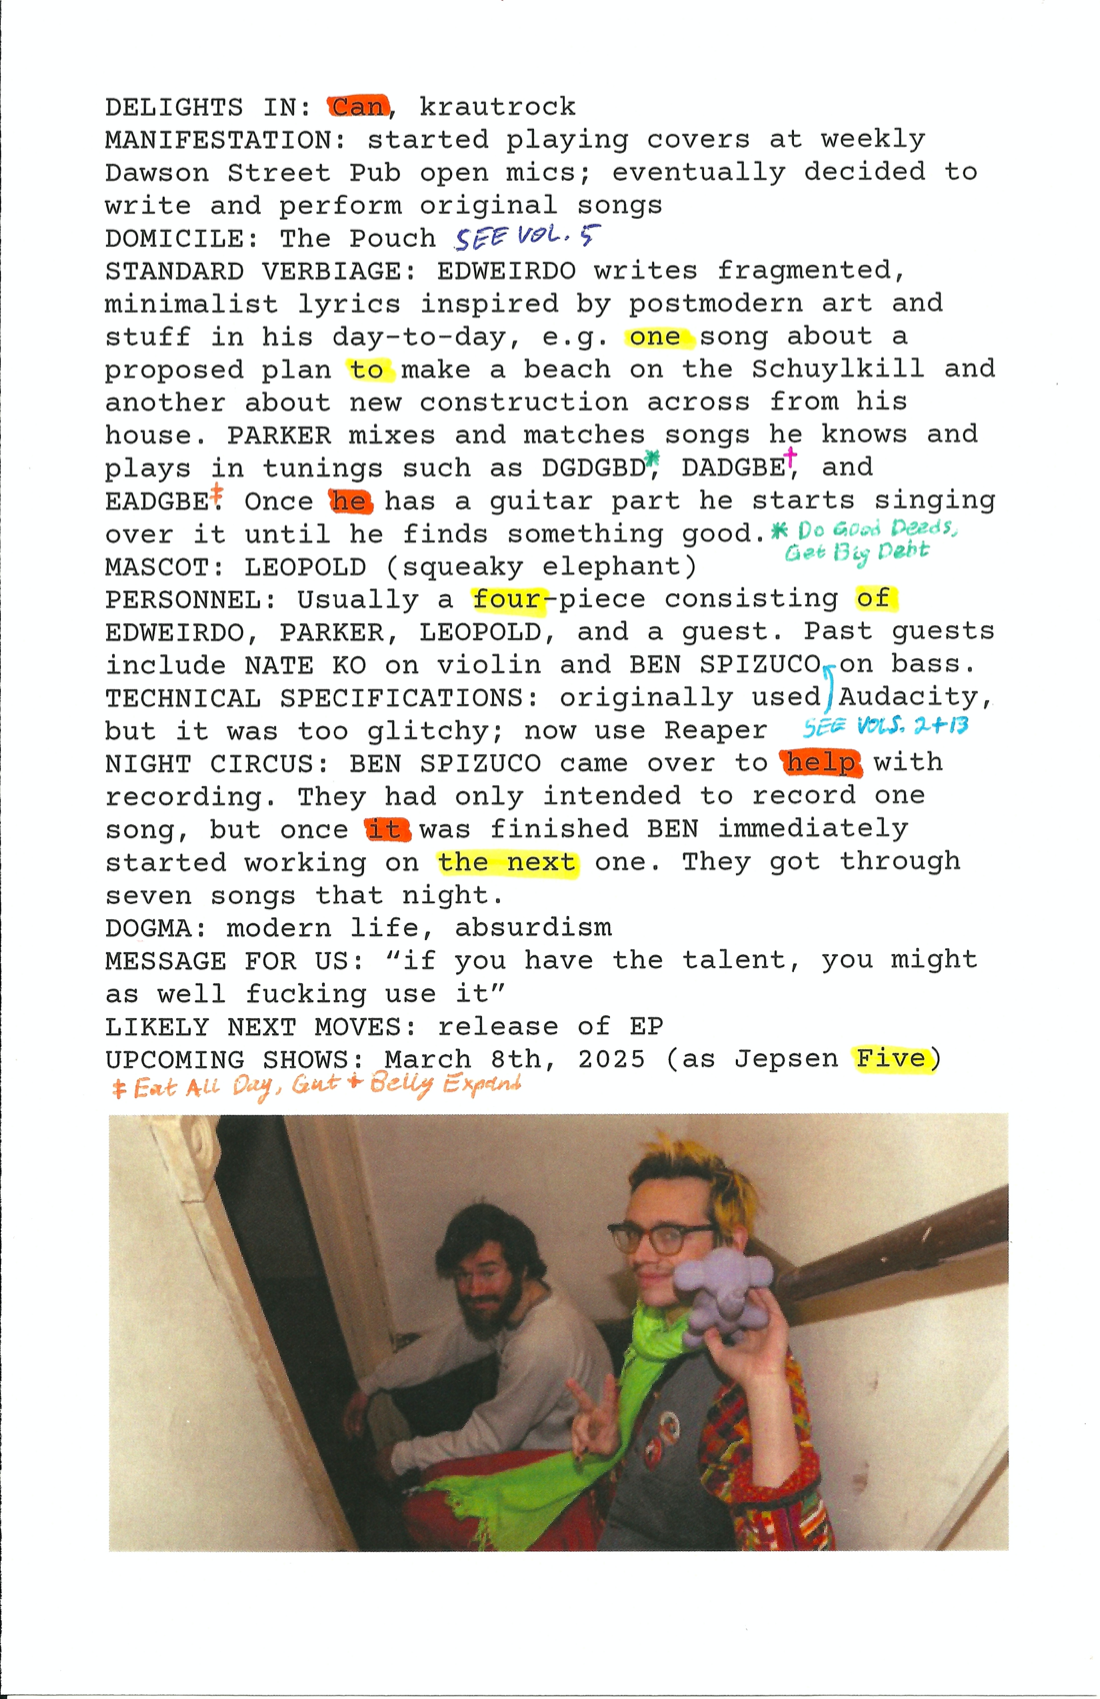 DELIGHTS IN: Can, krautrock
MANIFESTATION: started playing covers at weekly
Dawson Street Pub open mics; eventually decided to
write and perform original songs
DOMICILE: The Pouch SEE VOL. 5
STANDARD VERBIAGE: EDWEIRDO writes fragmented,
minimalist lyrics inspired by postmodern art and
stuff in his day-to-day, e.g. one song about a
proposed plan to make a beach on the Schuylkill and
another about new construction across from his
house. PARKER mixes and matches songs he knows and
plays in tunings such as DGDGBD*, DADGBE†, and
EADGBE‡. Once he has a guitar part he starts singing
over it until he finds something good.
* Do Good Deeds,
Get Big Debt
MASCOT: LEOPOLD (squeaky elephant)
PERSONNEL: Usually a four-piece consisting of
EDWEIRDO, PARKER, LEOPOLD, and a guest. Past guests
include NATE KO on violin and BEN SPIZUCO on bass.
TECHNICAL SPECIFICATIONS: originally used Audacity,
but it was too glitchy; now use Reaper
SEE VOLS. 2+13
NIGHT CIRCUS: BEN SPIZUCO came over to help with
recording. They had only intended to record one
song, but once it was finished BEN immediately
started working on the next one. They got through
seven songs that night.
DOGMA: modern life, absurdism
MESSAGE FOR US: “if you have the talent, you might
as well fucking use it”
LIKELY NEXT MOVES: release of EP
UPCOMING SHOWS: March 8th, 2025 (as Jepsen Five)
‡ Eat All Day, Gut + Belly Expand